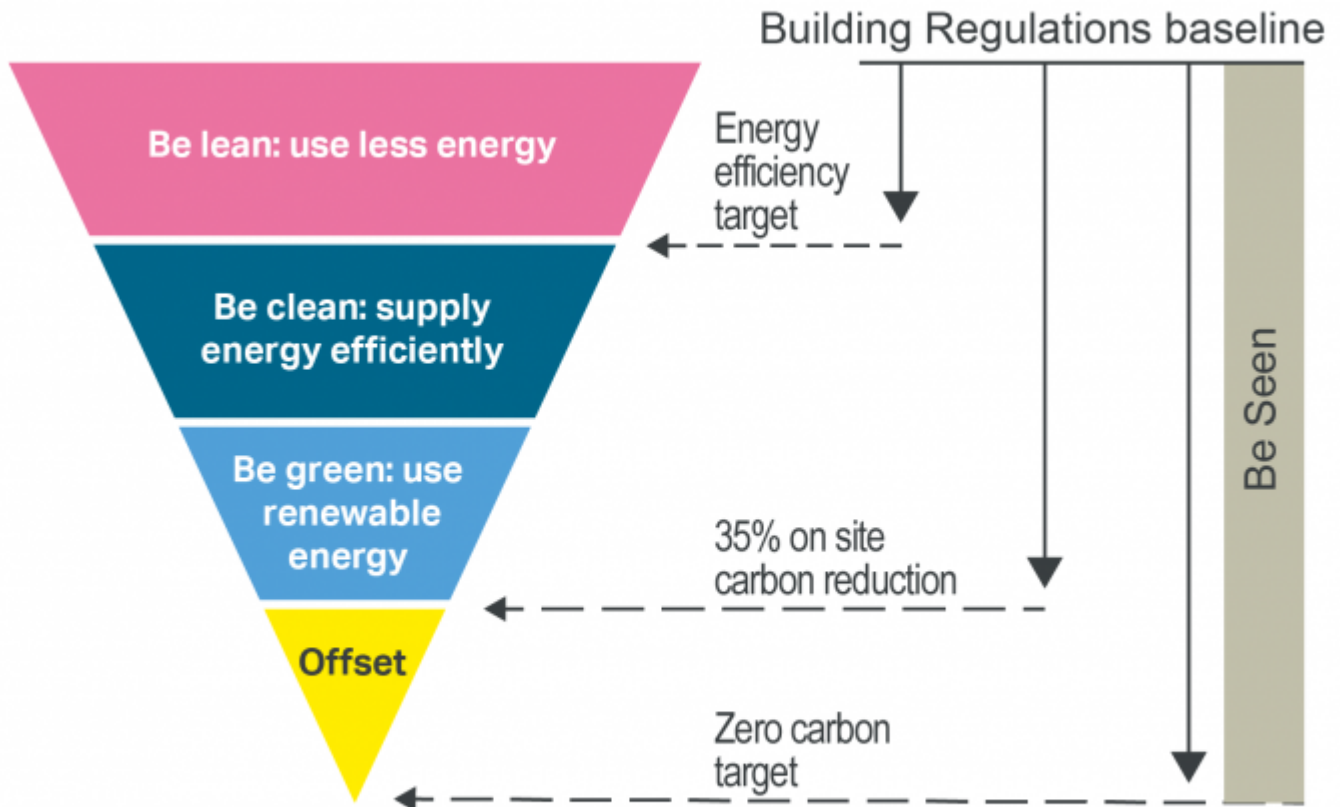 Building Regulations baseline
Be lean: use less energy
Energy
efficiency
target
Be clean: supply
energy efficiently
Be Seen
Be green: use
renewable
energy
35% on site
carbon reduction
Offset
Zero carbon
target